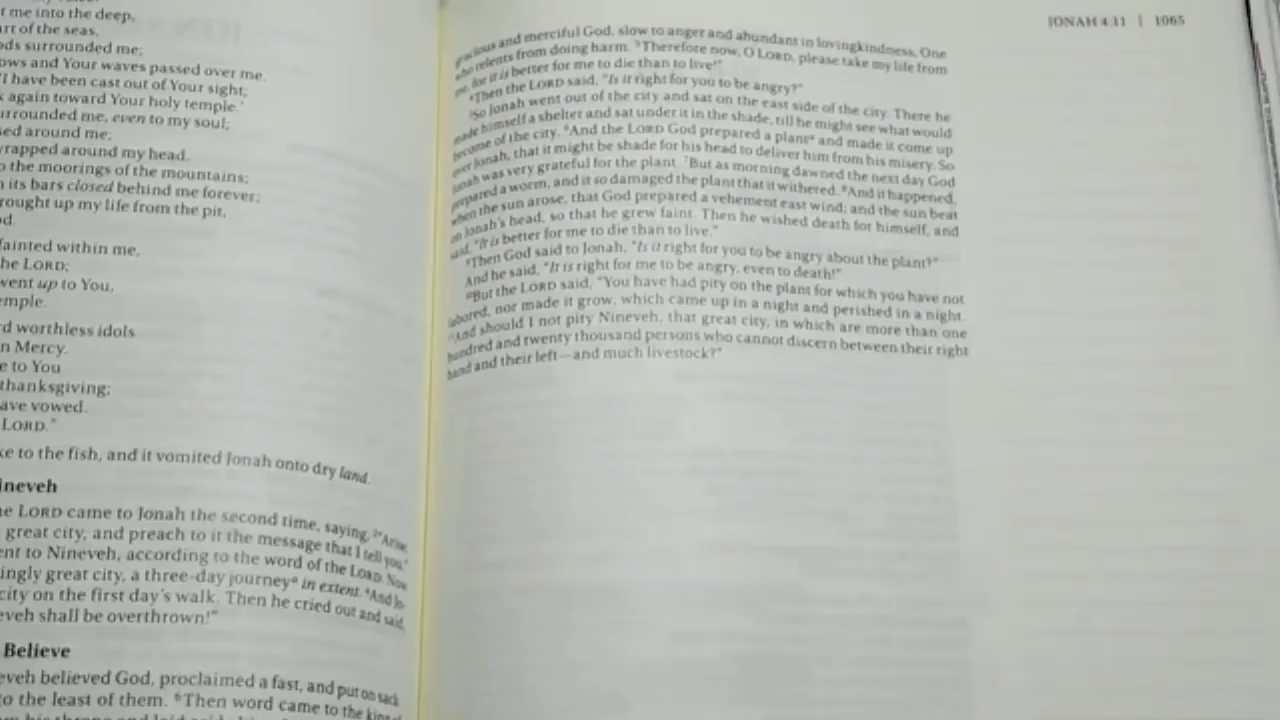 t me into the deep,
rt of the seas,
ods surrounded me;
ows and Your waves passed over me.
"I have been cast out of Your sight;
k again toward Your holy temple.'
urrounded me, even to my soul;
sed around me;
wrapped around my head.
o the moorings of the mountains;
h its bars closed behind me forever;
rought up my life from the pit,
d.
fainted within me,
he LORD;
went up to You,
emple.
rd worthless idols
n Mercy.
e to You
thanksgiving;
ave vowed.
LORD."
ke to the fish, and it vomited Jonah onto dry land.
ineveh
he LORD came to Jonah the second time, saying, 2"Arise,
great city, and preach to it the message that I tell you."
ent to Nineveh, according to the word of the LORD. Now
ingly great city, a three-day journey* in extent. 4And Jo-
city on the first day's walk. Then he cried out and said,
eveh shall be overthrown!"
Believe
eveh believed God, proclaimed a fast, and put on sack-
to the least of them. 6Then word came to the king
JONAH 4:11 | 1065
gracious and merciful God, slow to anger and abundant in lovingkindness, One
who relents from doing harm. 3Therefore now, O LORD, please take my life from
me, for it is better for me to die than to live!"
4Then the LORD said, "Is it right for you to be angry?"
5So Jonah went out of the city and sat on the east side of the city. There he
made himself a shelter and sat under it in the shade, till he might see what would
become of the city. 6And the LORD God prepared a plant* and made it come up
over Jonah, that it might be shade for his head to deliver him from his misery. So
Jonah was very grateful for the plant. 7But as morning dawned the next day God
prepared a worm, and it so damaged the plant that it withered. 8And it happened,
when the sun arose, that God prepared a vehement east wind; and the sun beat
on Jonah's head, so that he grew faint. Then he wished death for himself, and
said, "It is better for me to die than to live."
9Then God said to Jonah, "Is it right for you to be angry about the plant?"
And he said, "It is right for me to be angry, even to death!"
10But the LORD said, "You have had pity on the plant for which you have not
labored, nor made it grow, which came up in a night and perished in a night.
11And should I not pity Nineveh, that great city, in which are more than one
hundred and twenty thousand persons who cannot discern between their right
hand and their left—and much livestock?"